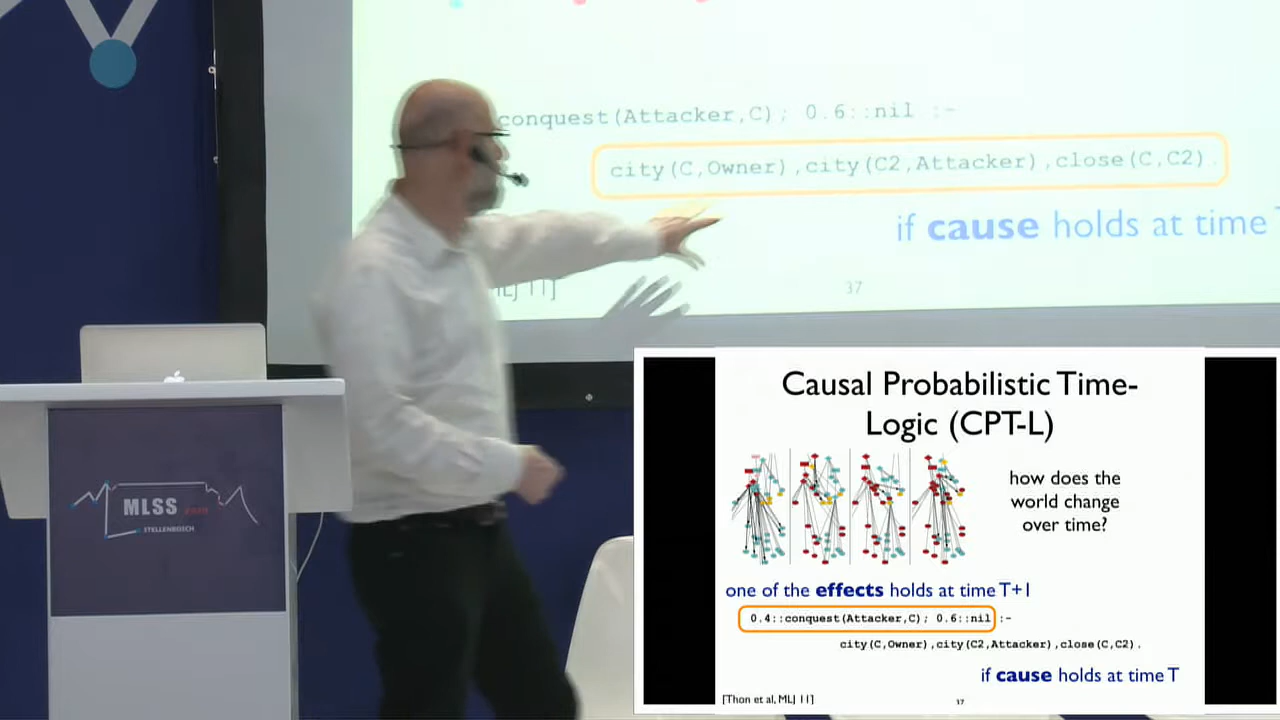 conquest(Attacker,C); 0.6::nil :-
city(C,Owner),city(C2,Attacker),close(C,C2).
if cause holds at time T
37
MLSS
STELLENBOSCH
Causal Probabilistic Time-
Logic (CPT-L)
how does the
world change
over time?
one of the effects holds at time T+1
0.4::conquest(Attacker,C); 0.6::nil :-
city(C,Owner),city(C2,Attacker),close(C,C2).
if cause holds at time T
[Thon et al, MLJ 11]
37